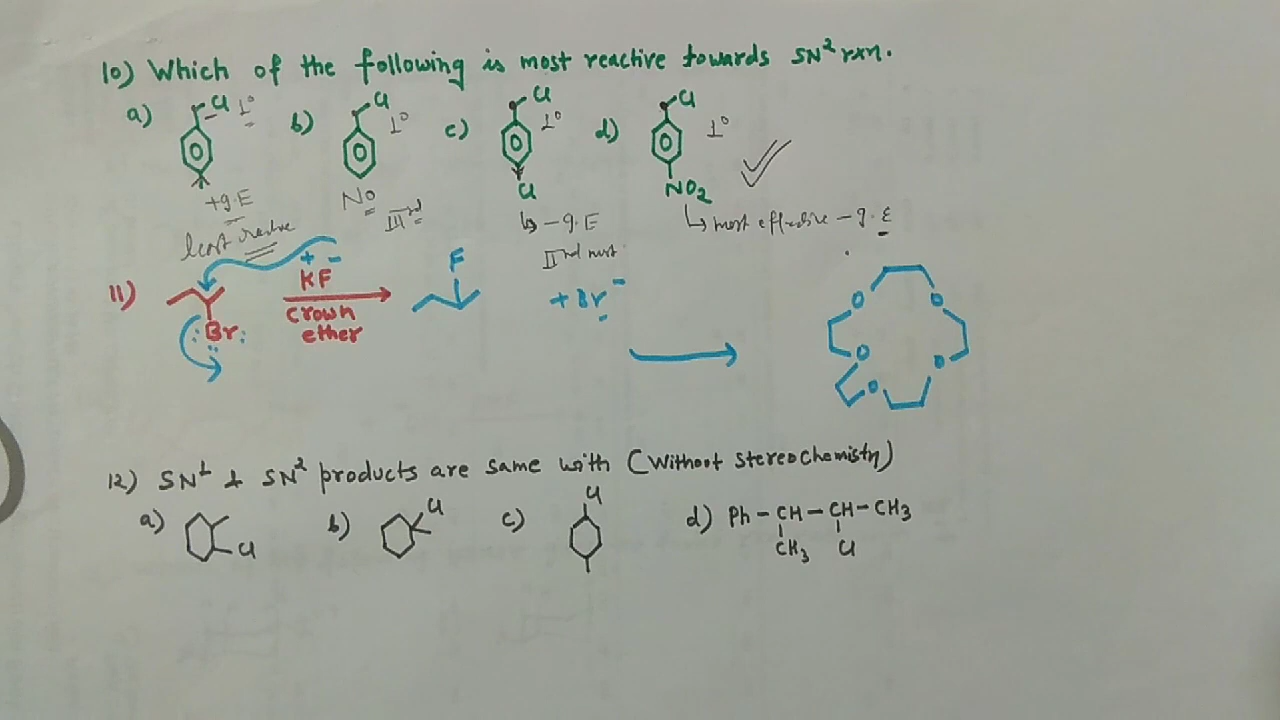 10) Which of the following is most reactive towards SN² rxn.
a) Cl 1° b) Cl 1° c) Cl 1° d) Cl 1°
+I.E No IIIrd Cl NO₂
least reactive ↳ -I.E ↳ most effective -I.E
IInd most
11) Br: + - KF crown ether F + Br⁻ O O O O O
12) SN¹ & SN² products are same with (without stereochemistry)
a) Cl b) Cl c) Cl d) Ph - CH - CH - CH₃
CH₃ Cl